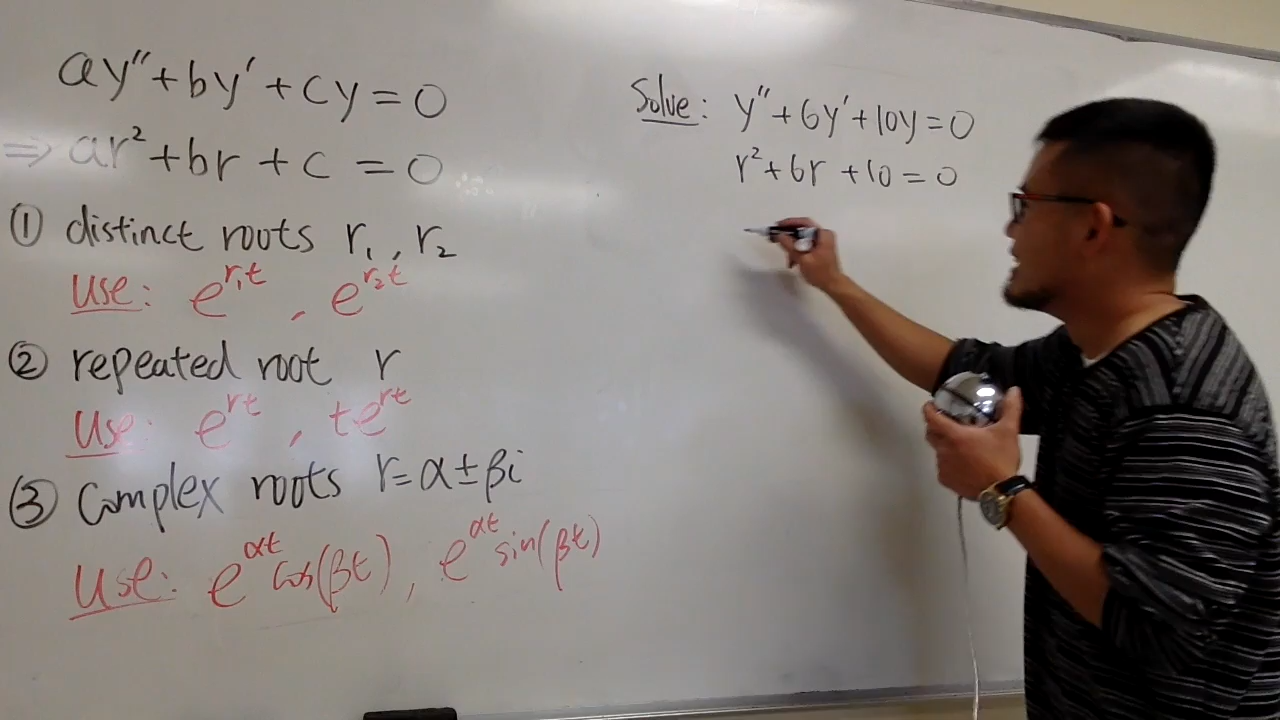 ay''+by'+cy=0
⇒ ar²+br+c=0
① distinct roots r₁, r₂
Use: e^{r₁t}, e^{r₂t}
② repeated root r
Use: e^{rt}, te^{rt}
③ Complex roots r=α±βi
Use: e^{αt}cos(βt), e^{αt}sin(βt)
Solve: y''+6y'+10y=0
r²+6r+10=0